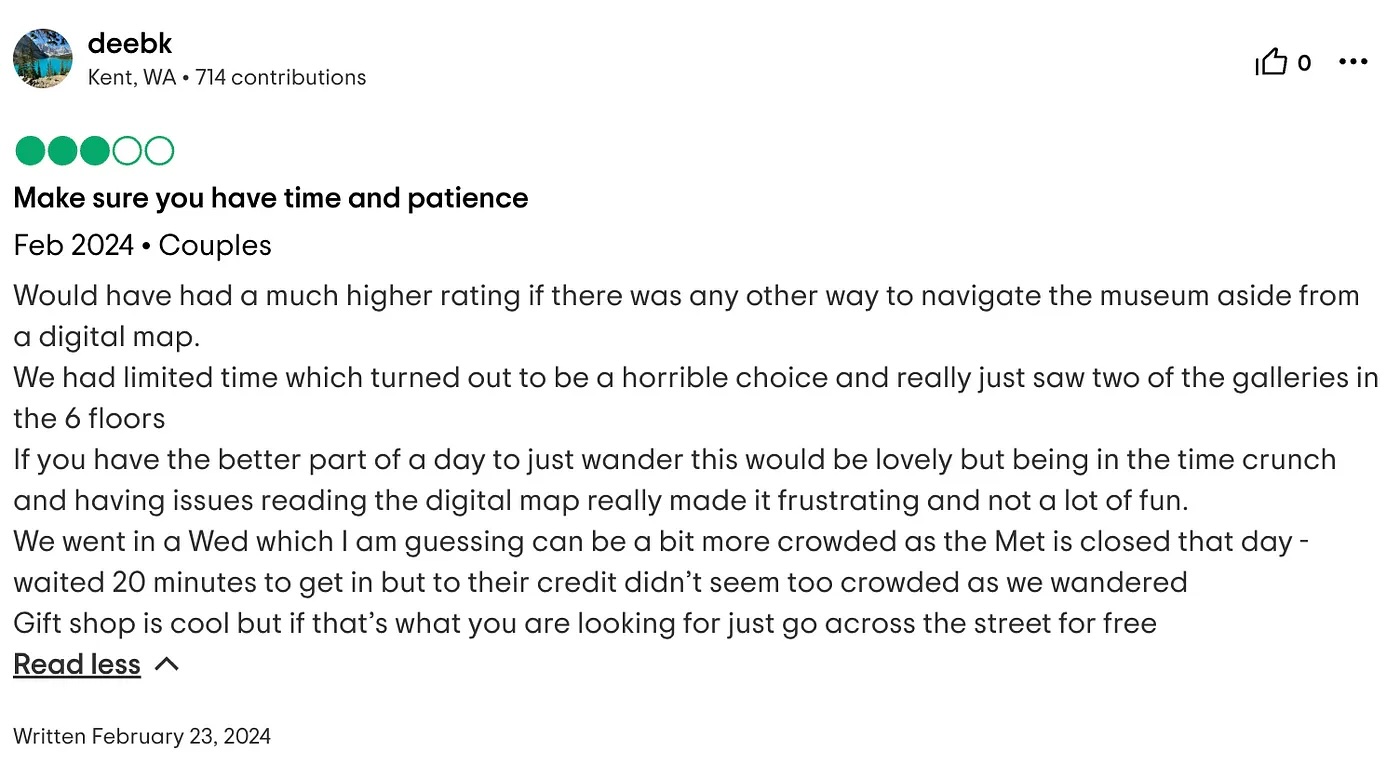 deebk
Kent, WA • 714 contributions
0
Make sure you have time and patience
Feb 2024 • Couples
Would have had a much higher rating if there was any other way to navigate the museum aside from
a digital map.
We had limited time which turned out to be a horrible choice and really just saw two of the galleries in
the 6 floors
If you have the better part of a day to just wander this would be lovely but being in the time crunch
and having issues reading the digital map really made it frustrating and not a lot of fun.
We went in a Wed which I am guessing can be a bit more crowded as the Met is closed that day -
waited 20 minutes to get in but to their credit didn’t seem too crowded as we wandered
Gift shop is cool but if that’s what you are looking for just go across the street for free
Read less
Written February 23, 2024